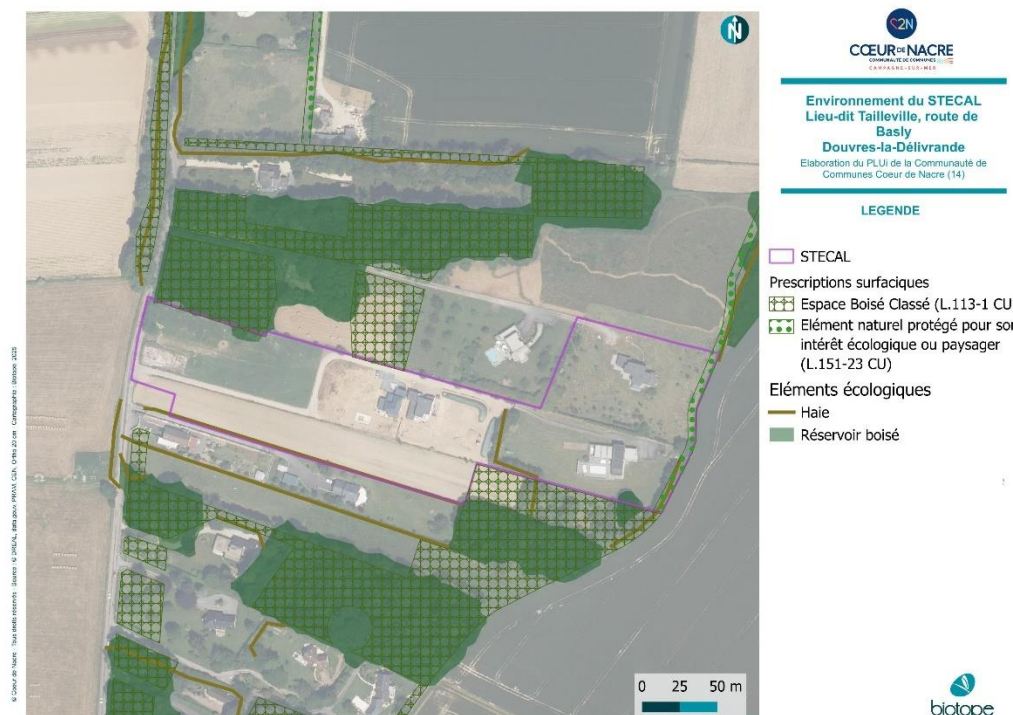 N
C2N
CŒUR DE NACRE
COMMUNAUTÉ DE COMMUNES
CAMPAGNE-SUR-MER
Environnement du STECAL
Lieu-dit Tailleville, route de
Basly
Douvres-la-Délivrande
Elaboration du PLUi de la Communauté de
Communes Coeur de Nacre (14)
LEGENDE
STECAL
Prescriptions surfaciques
Espace Boisé Classé (L.113-1 CU
Elément naturel protégé pour son
intérêt écologique ou paysager
(L.151-23 CU)
Eléments écologiques
Haie
Réservoir boisé
0 25 50 m
biotope